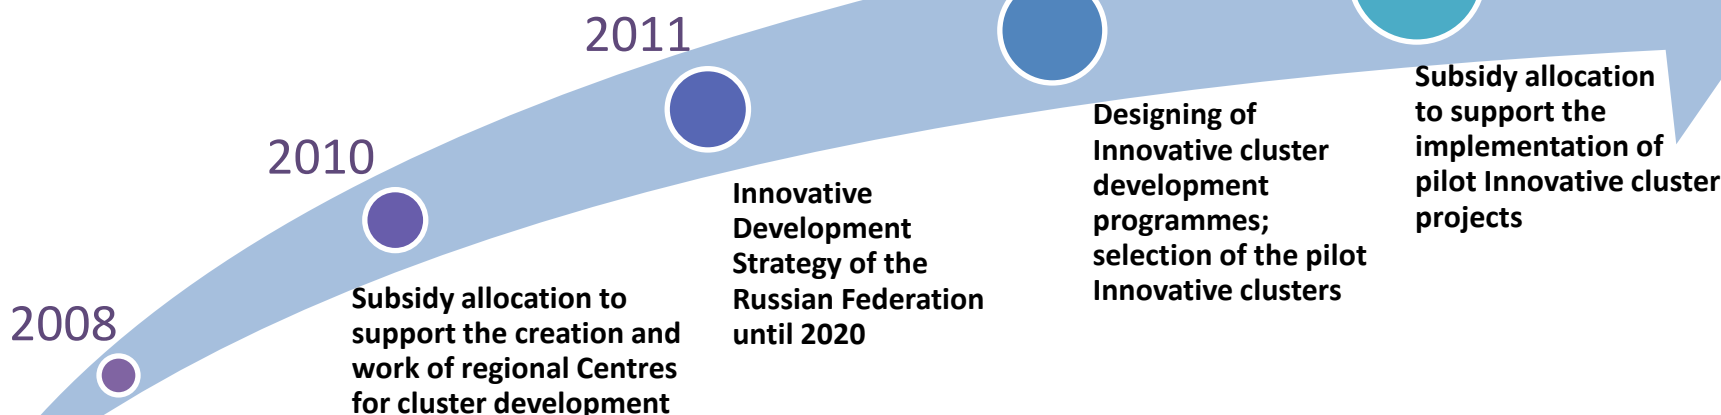 2008
2010
Subsidy allocation to
support the creation and
work of regional Centres
for cluster development
2011
Innovative
Development
Strategy of the
Russian Federation
until 2020
Designing of
Innovative cluster
development
programmes;
selection of the pilot
Innovative clusters
Subsidy allocation
to support the
implementation of
pilot Innovative cluster
projects